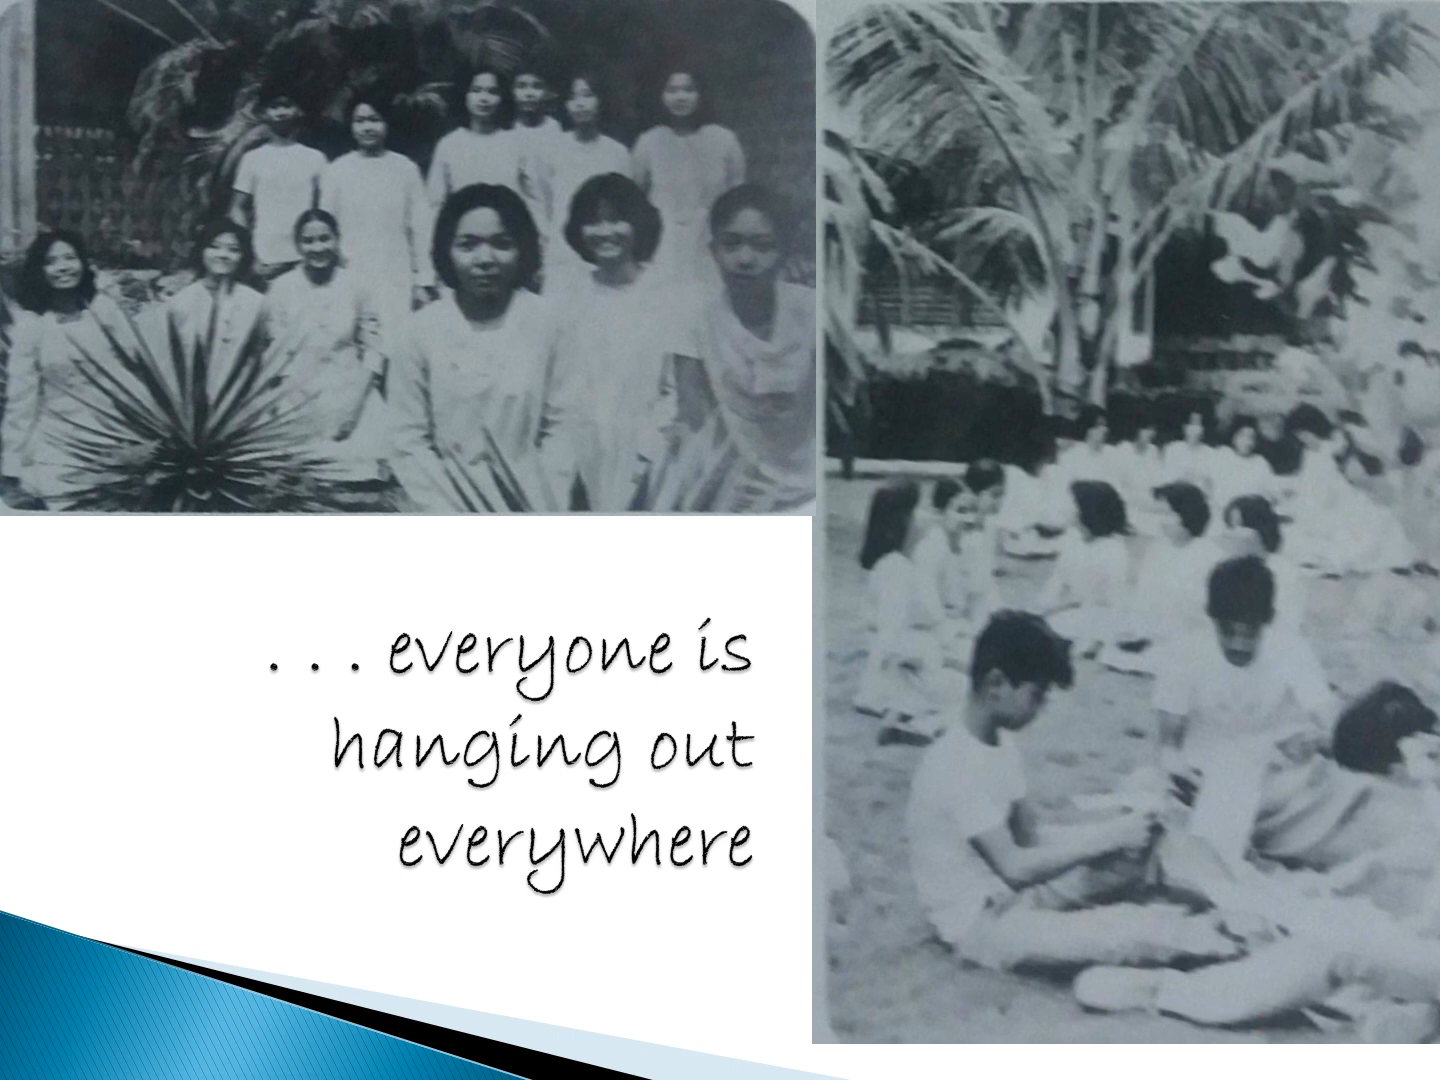 . . . everyone is
hanging out
everywhere